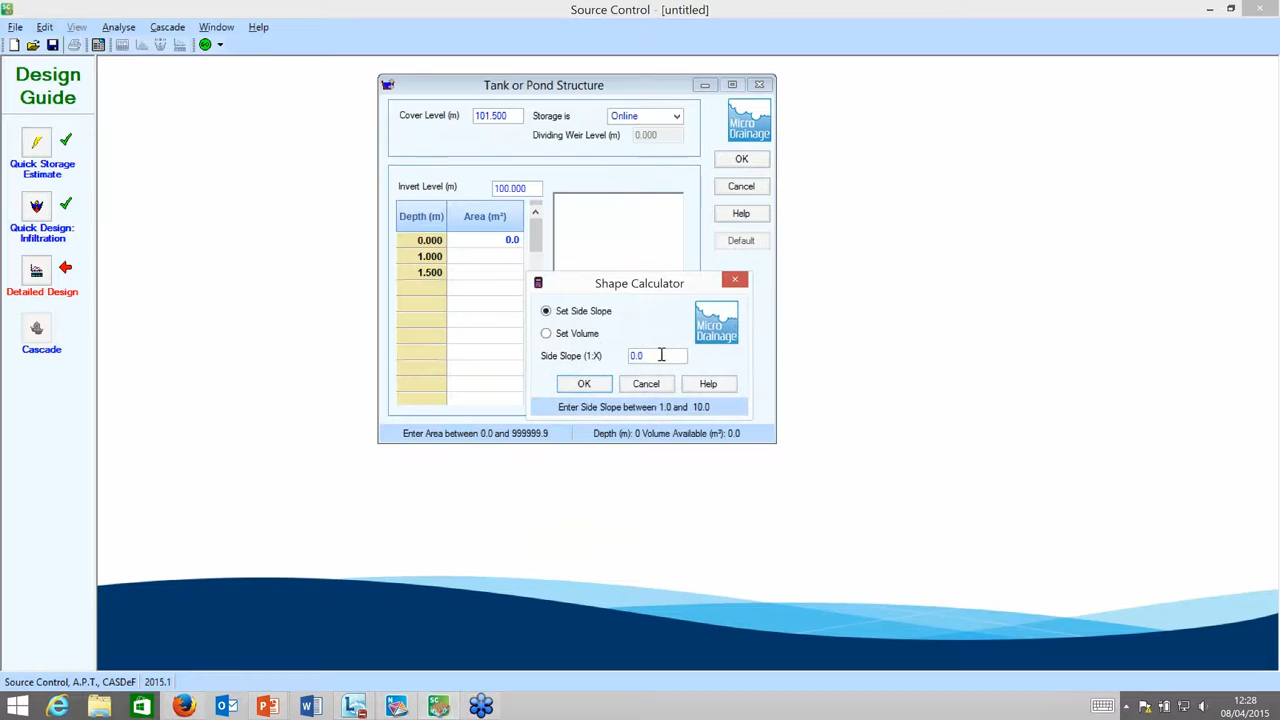 Source Control - [untitled]
File Edit View Analyse Cascade Window Help
Design
Guide
Quick Storage
Estimate
Quick Design:
Infiltration
Detailed Design
Cascade
Tank or Pond Structure
Cover Level (m) 101.500 Storage is Online
Dividing Weir Level (m) 0.000
Micro
Drainage
OK
Cancel
Help
Default
Invert Level (m) 100.000
Depth (m) Area (m²)
0.000 0.0
1.000
1.500
Shape Calculator
Set Side Slope
Set Volume
Side Slope (1:X) 0.0
Micro
Drainage
OK Cancel Help
Enter Side Slope between 1.0 and 10.0
Enter Area between 0.0 and 999999.9 Depth (m): 0 Volume Available (m³): 0.0
Source Control, A.P.T., CASDeF 2015.1
12:28
08/04/2015